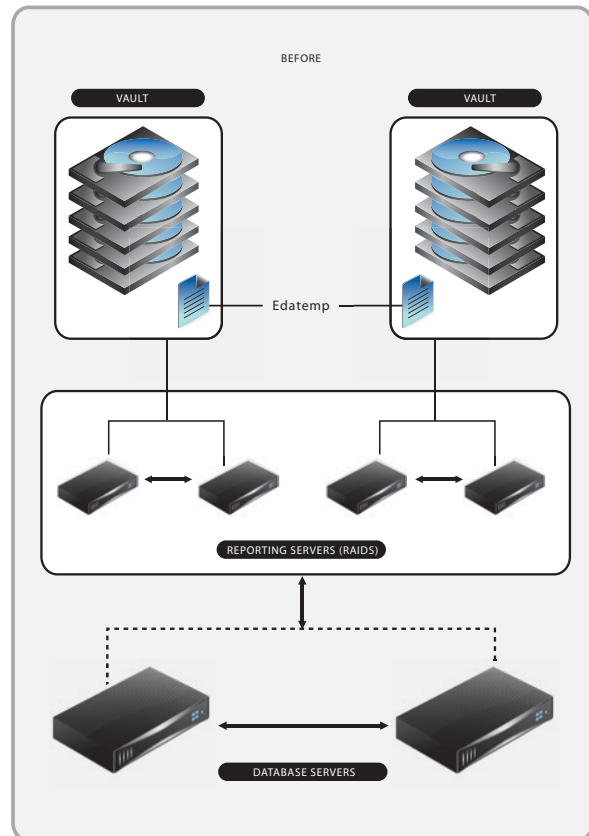 BEFORE
VAULT
VAULT
Edatemp
REPORTING SERVERS (RAIDS)
DATABASE SERVERS